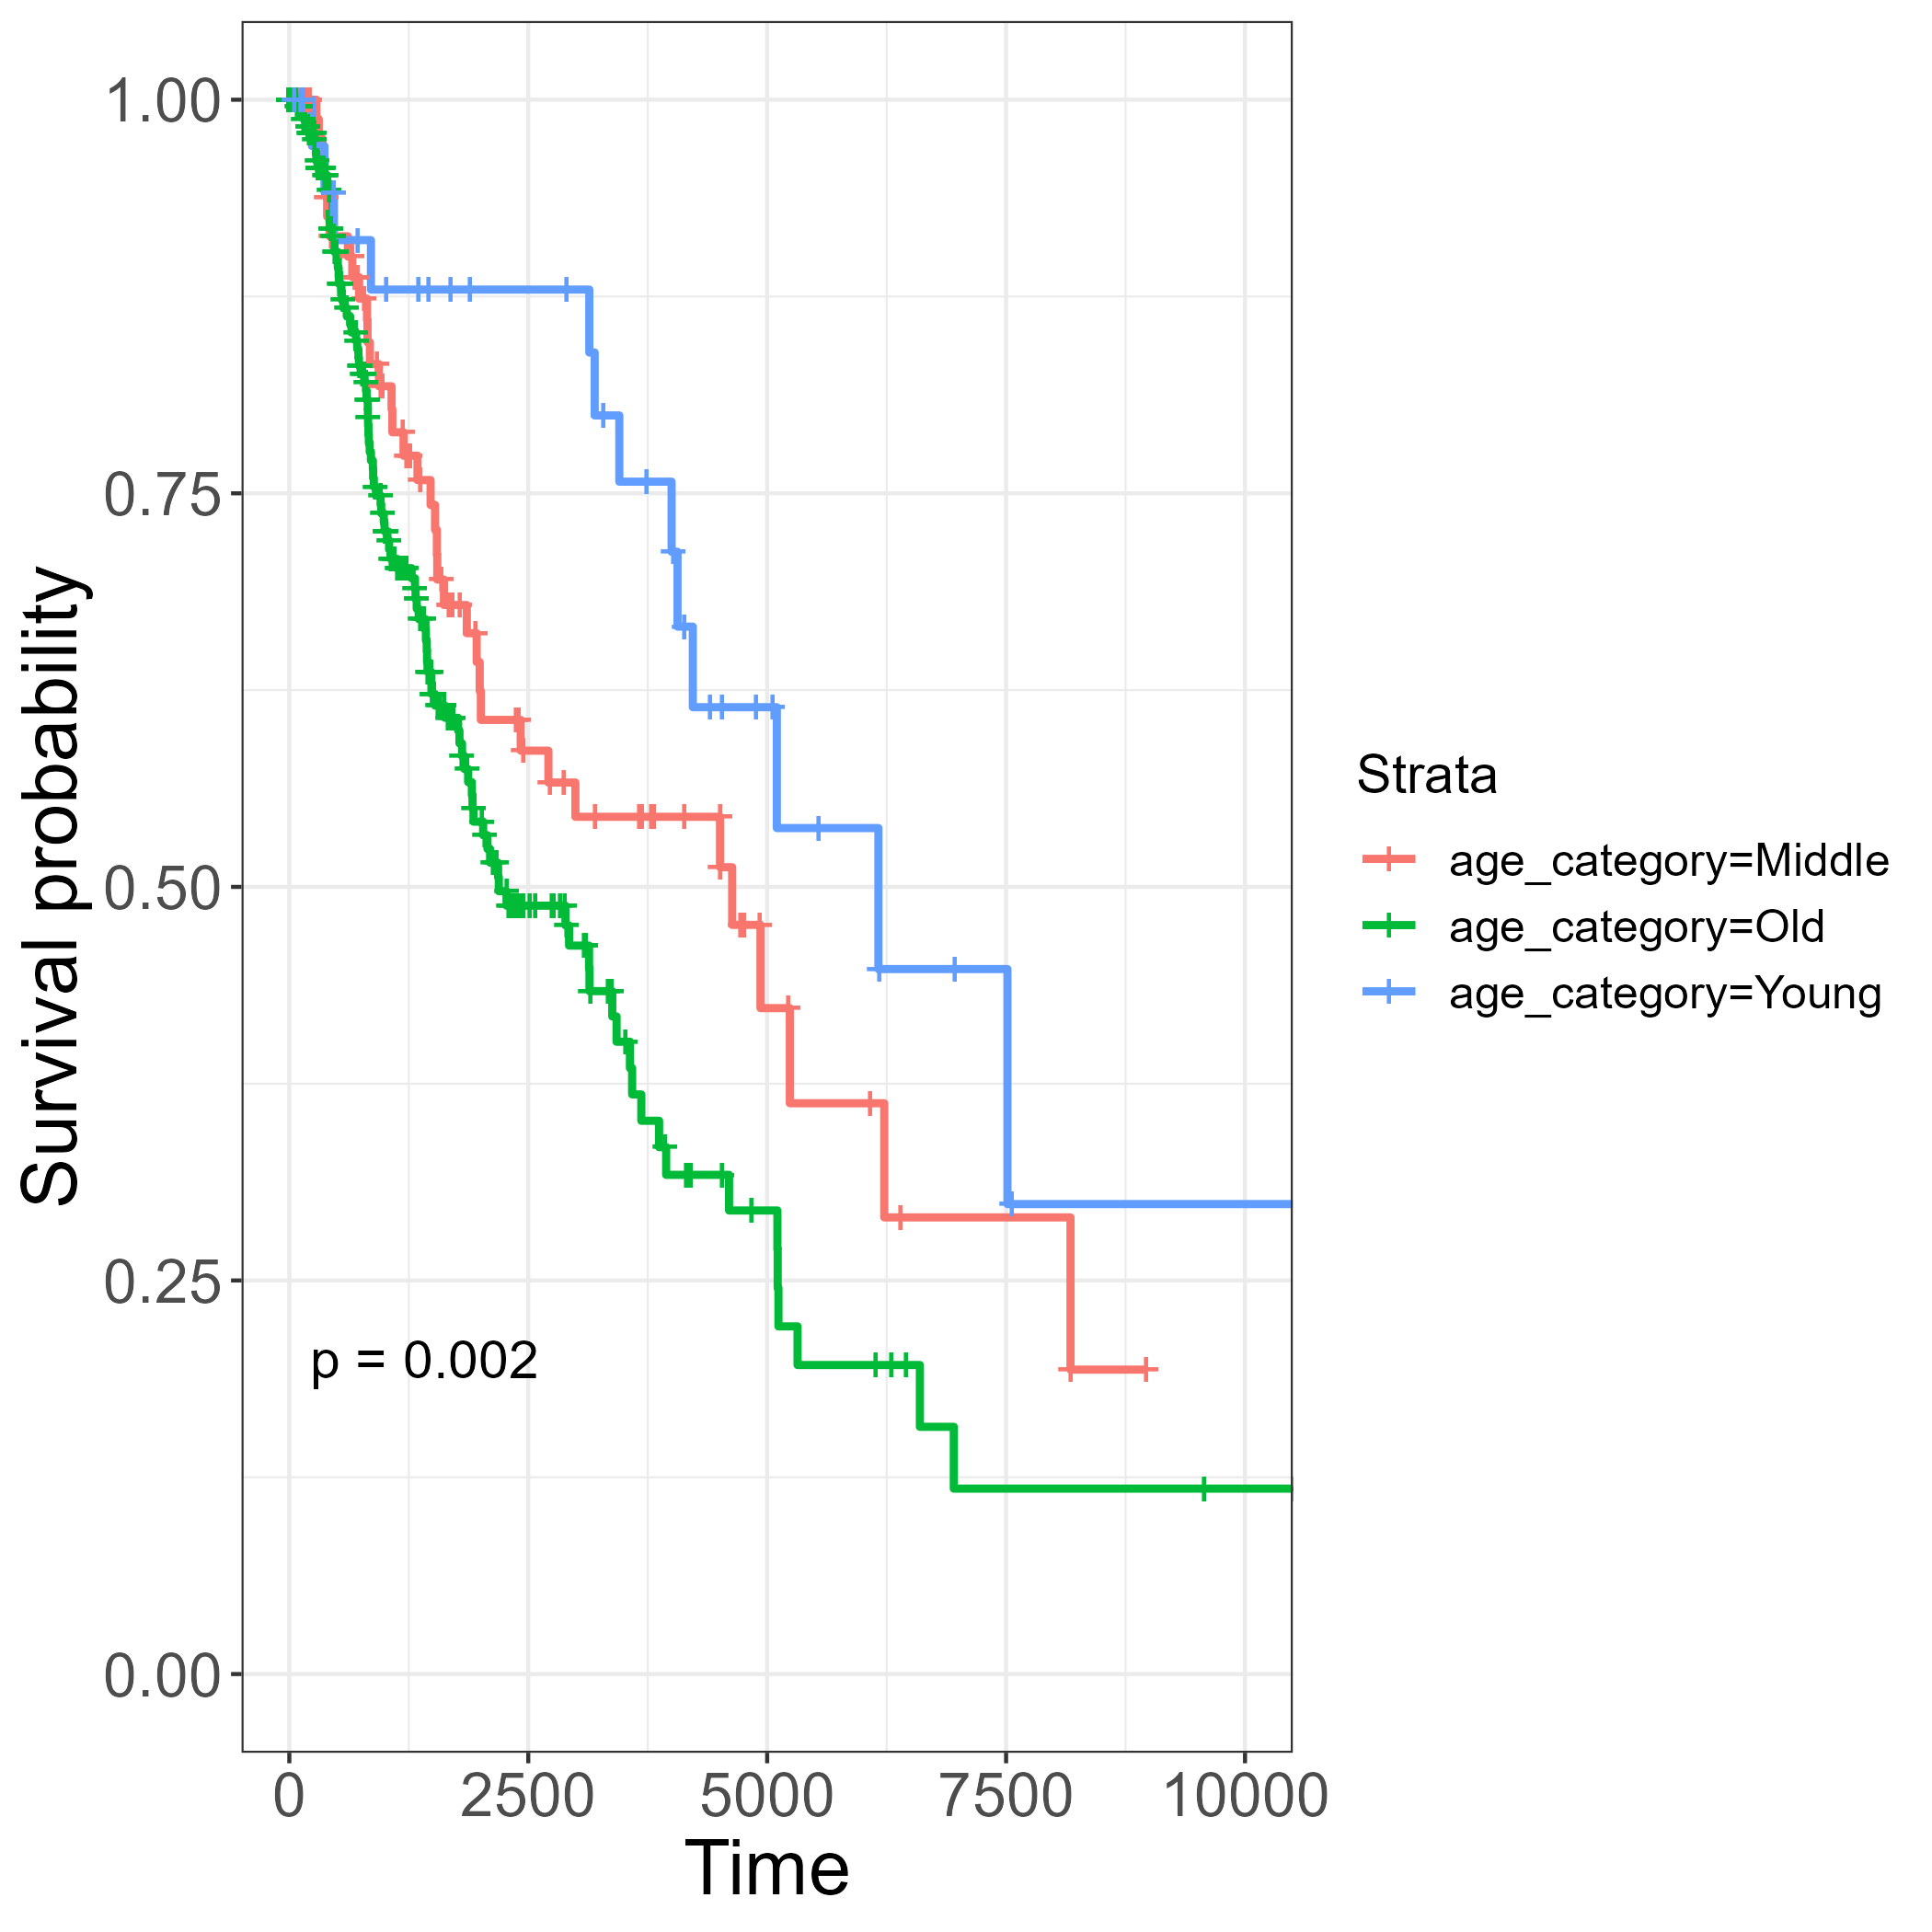 1.00
0.75
0.50
0.25
0.00
Survival probability
p = 0.002
0 2500 5000 7500 10000
Time
Strata
age_category=Middle
age_category=Old
age_category=Young